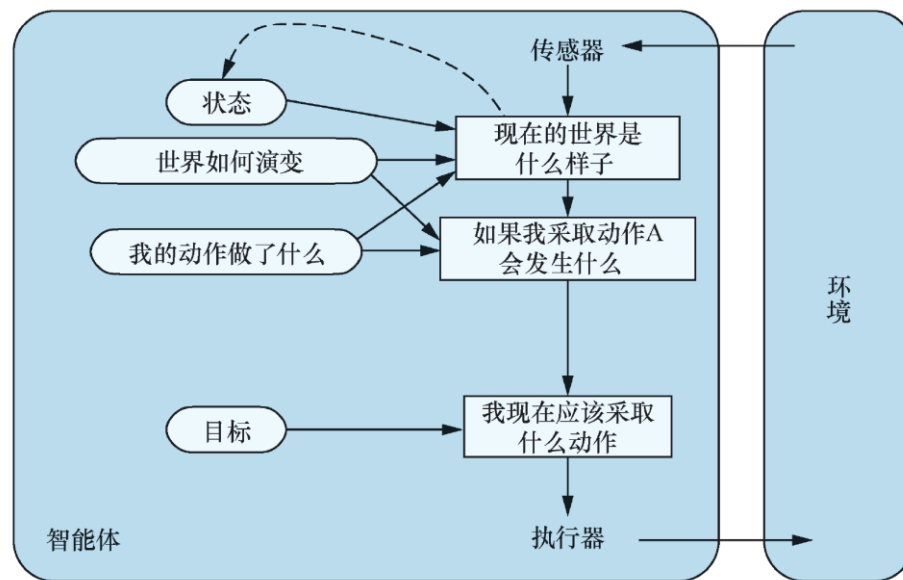 传感器
状态
现在的世界是
什么样子
世界如何演变
如果我采取动作A
会发生什么
我的动作做了什么
环
境
我现在应该采取
什么动作
目标
智能体
执行器